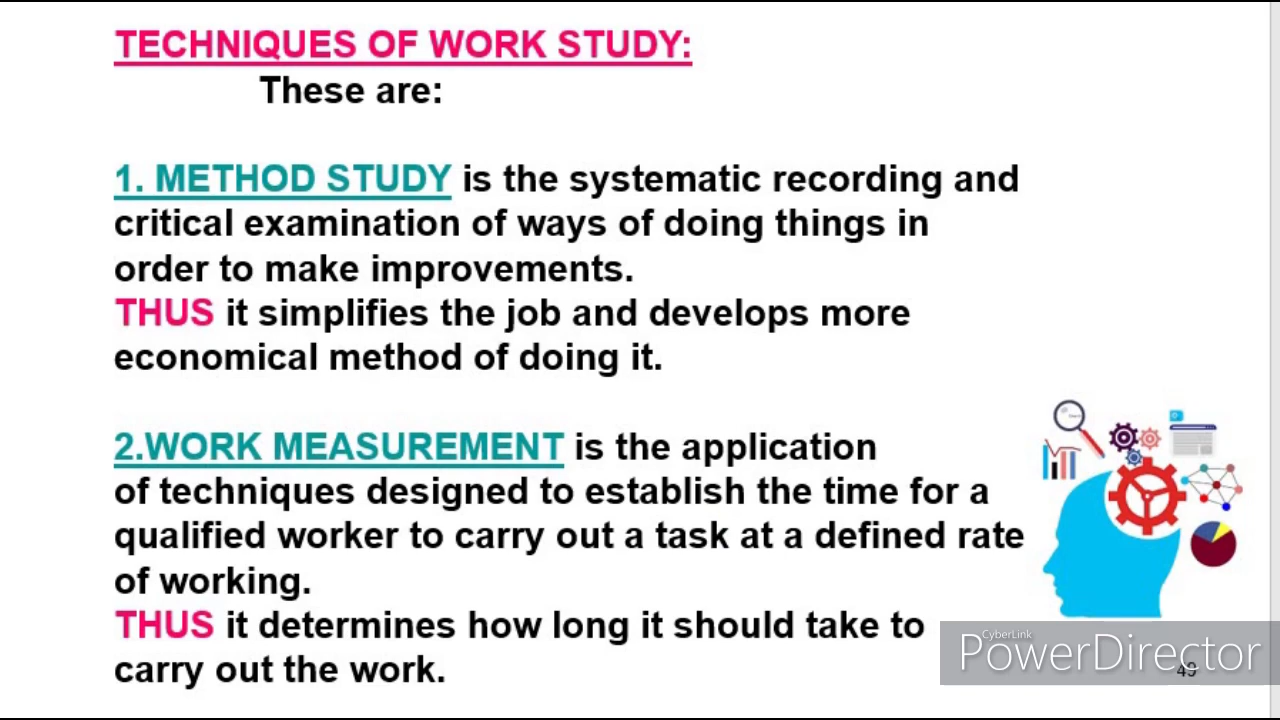 TECHNIQUES OF WORK STUDY:
These are:
1. METHOD STUDY is the systematic recording and
critical examination of ways of doing things in
order to make improvements.
THUS it simplifies the job and develops more
economical method of doing it.
2.WORK MEASUREMENT is the application
of techniques designed to establish the time for a
qualified worker to carry out a task at a defined rate
of working.
THUS it determines how long it should take to
carry out the work.
CyberLink
PowerDirector
49